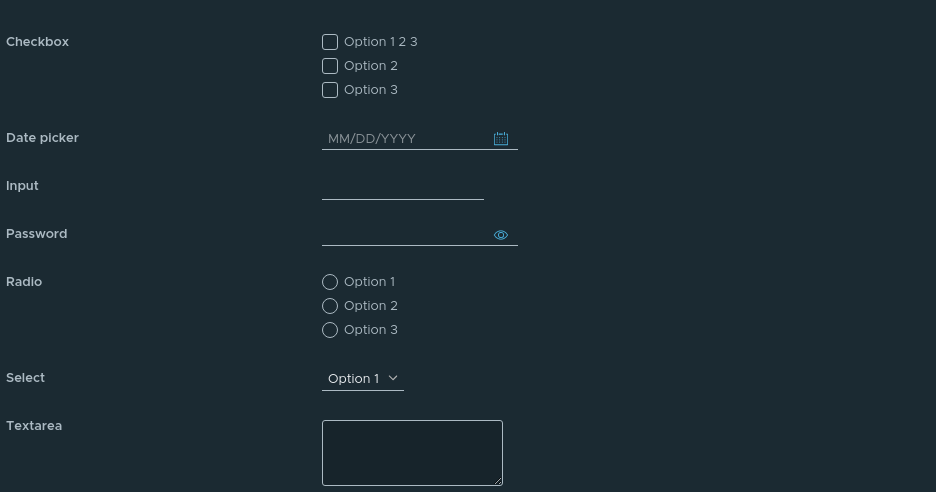 Checkbox
Option 1 2 3
Option 2
Option 3
Date picker
MM/DD/YYYY
Input
Password
Radio
Option 1
Option 2
Option 3
Select
Option 1
Textarea